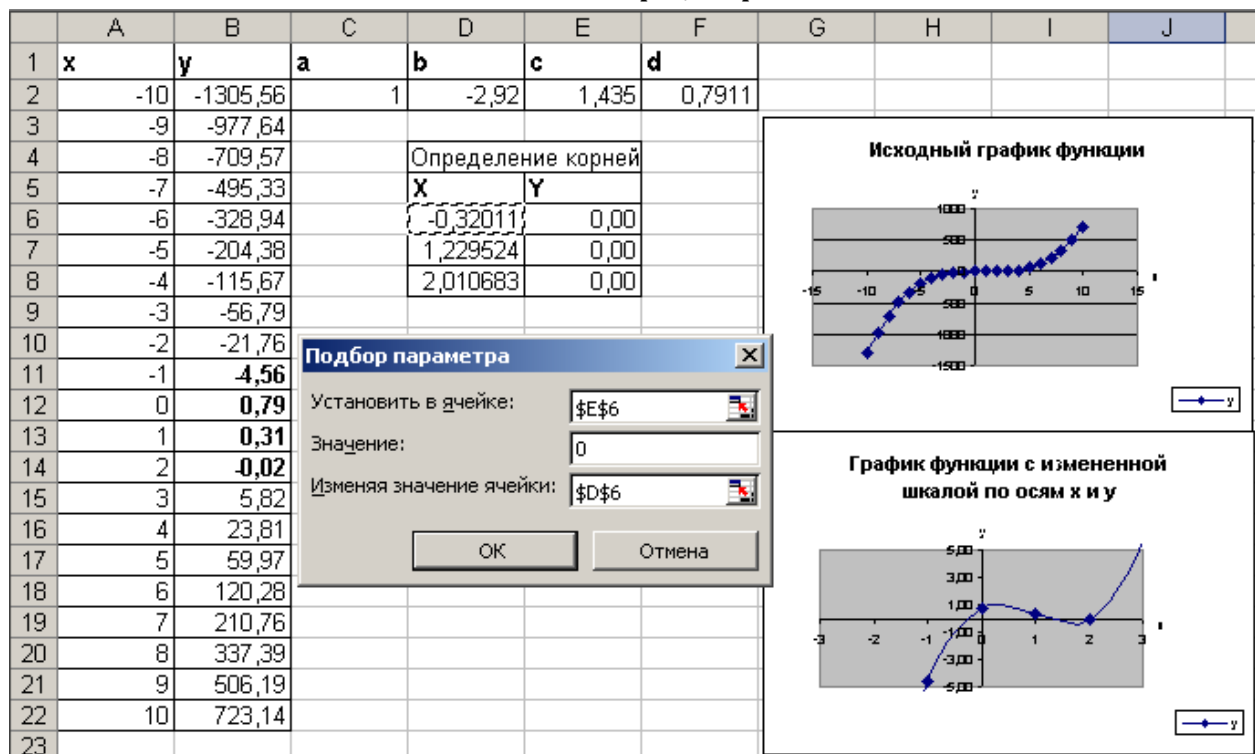 A B C D E F G H I J
1 x y a b c d
2 -10 -1305,56 1 -2,92 1,435 0,7911
3 -9 -977,64
4 -8 -709,57 Определение корней
5 -7 -495,33 X Y
6 -6 -328,94 -0,32011 0,00
7 -5 -204,38 1,229524 0,00
8 -4 -115,67 2,010683 0,00
9 -3 -56,79
10 -2 -21,76
11 -1 -4,56
12 0 0,79
13 1 0,31
14 2 -0,02
15 3 5,82
16 4 23,81
17 5 59,97
18 6 120,28
19 7 210,76
20 8 337,39
21 9 506,19
22 10 723,14
23
Подбор параметра
Установить в ячейке: $E$6
Значение: 0
Изменяя значение ячейки: $D$6
ОК Отмена
Исходный график функции
y
1000
500
0
-15 -10 -5 0 5 10 15
-500
-1000
-1500
y
График функции с измененной
шкалой по осям x и y
y
5,00
3,00
1,00
-3 -2 -1 0 1 2 3
-1,00
-3,00
-5,00
y